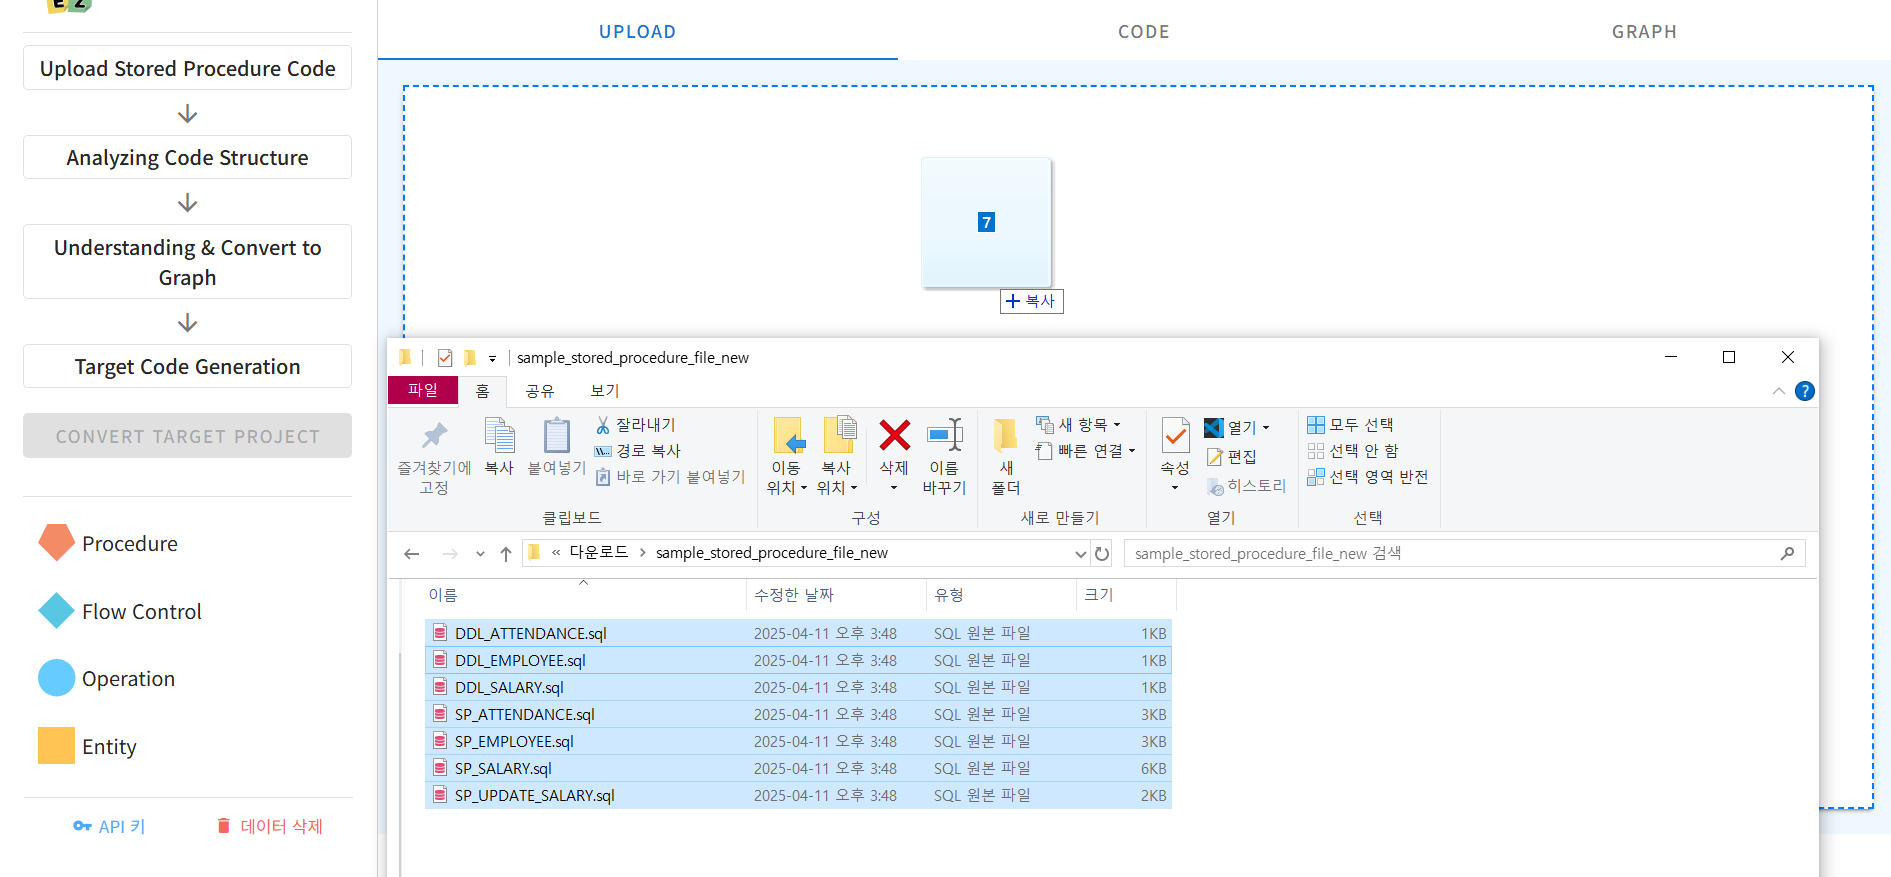 EZ
Upload Stored Procedure Code
Analyzing Code Structure
Understanding & Convert to
Graph
Target Code Generation
CONVERT TARGET PROJECT
Procedure
Flow Control
Operation
Entity
API 키
데이터 삭제
UPLOAD
CODE
GRAPH
7
+ 복사
sample_stored_procedure_file_new
파일
홈
공유
보기
?
즐겨찾기에
고정
복사
붙여넣기
잘라내기
경로 복사
바로 가기 붙여넣기
클립보드
이동
위치
복사
위치
삭제
이름
바꾸기
구성
새
폴더
새 항목
빠른 연결
새로 만들기
속성
열기
편집
히스토리
열기
모두 선택
선택 안 함
선택 영역 반전
선택
« 다운로드 > sample_stored_procedure_file_new
sample_stored_procedure_file_new 검색
이름 수정한 날짜 유형 크기
DDL_ATTENDANCE.sql 2025-04-11 오후 3:48 SQL 원본 파일 1KB
DDL_EMPLOYEE.sql 2025-04-11 오후 3:48 SQL 원본 파일 1KB
DDL_SALARY.sql 2025-04-11 오후 3:48 SQL 원본 파일 1KB
SP_ATTENDANCE.sql 2025-04-11 오후 3:48 SQL 원본 파일 3KB
SP_EMPLOYEE.sql 2025-04-11 오후 3:48 SQL 원본 파일 3KB
SP_SALARY.sql 2025-04-11 오후 3:48 SQL 원본 파일 6KB
SP_UPDATE_SALARY.sql 2025-04-11 오후 3:48 SQL 원본 파일 2KB